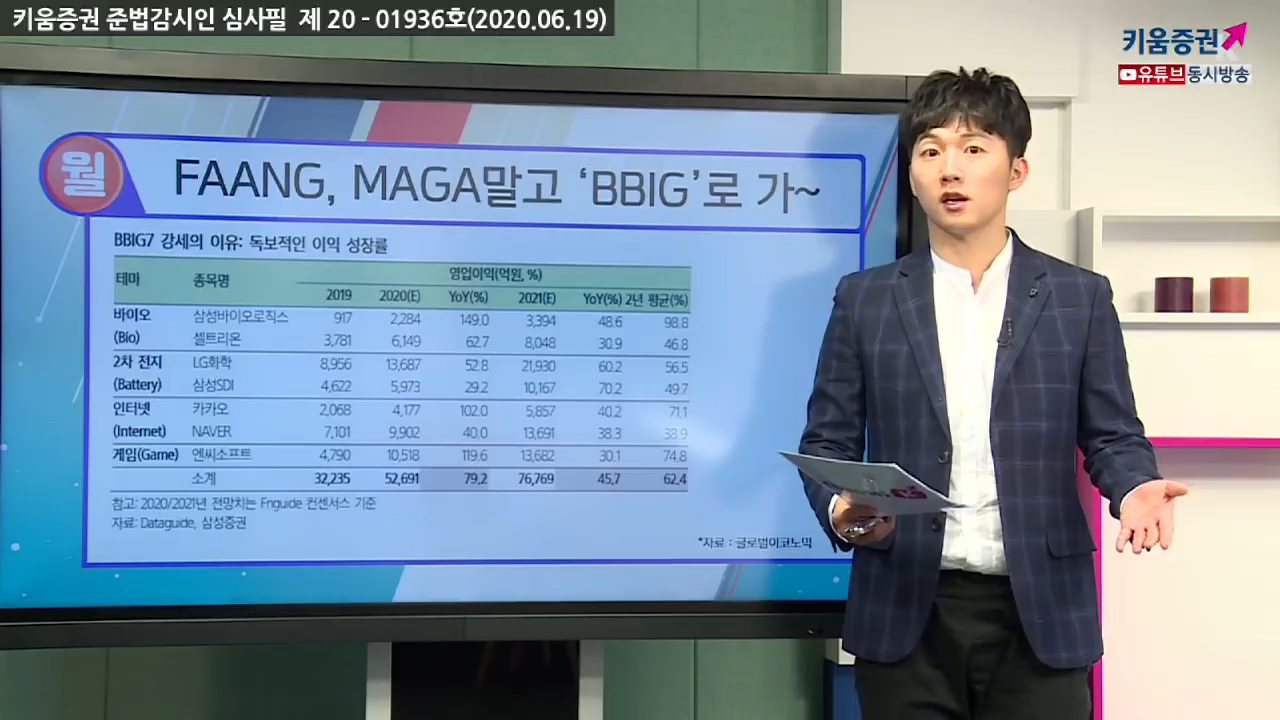 키움증권 준법감시인 심사필 제 20 - 01936호(2020.06.19)
키움증권
유튜브동시방송
월
FAANG, MAGA말고 ‘BBIG’로 가~
BBIG7 강세의 이유: 독보적인 이익 성장률
테마 종목명 영업이익(억원, %)
2019 2020(E) YoY(%) 2021(E) YoY(%) 2년 평균(%)
바이오 삼성바이오로직스 917 2,284 149.0 3,394 48.6 98.8
(Bio) 셀트리온 3,781 6,149 62.7 8,048 30.9 46.8
2차 전지 LG화학 8,956 13,687 52.8 21,930 60.2 56.5
(Battery) 삼성SDI 4,622 5,973 29.2 10,167 70.2 49.7
인터넷 카카오 2,068 4,177 102.0 5,857 40.2 71.1
(Internet) NAVER 7,101 9,902 40.0 13,691 38.3 38.9
게임(Game) 엔씨소프트 4,790 10,518 119.6 13,682 30.1 74.8
소계 32,235 52,691 79.2 76,769 45.7 62.4
참고: 2020/2021년 전망치는 Fnguide 컨센서스 기준
자료: Dataguide, 삼성증권
*자료 : 글로벌이코노믹